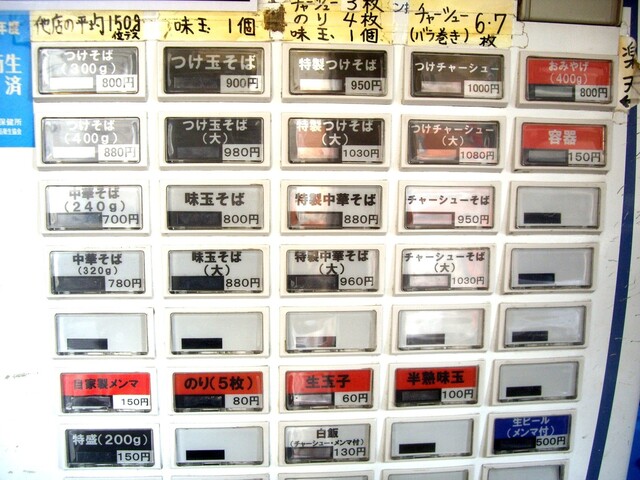 他店の平均150g
位デス
味玉 1個
チャーシュー 3枚
のり 4枚
味玉 1個
チャーシュー 6.7
(バラ巻き) 枚
つけそば
(300g)
800円
つけ玉そば
900円
特製つけそば
950円
つけチャーシュー
1000円
おみやげ
(400g)
800円
つけそば
(400g)
880円
つけ玉そば
(大)
980円
特製つけそば
(大)
1030円
つけチャーシュー
(大)
1080円
容器
150円
中華そば
(240g)
700円
味玉そば
800円
特製中華そば
880円
チャーシューそば
950円
中華そば
(320g)
780円
味玉そば
(大)
880円
特製中華そば
(大)
960円
チャーシューそば
(大)
1030円
自家製メンマ
150円
のり(5枚)
80円
生玉子
60円
半熟味玉
100円
特盛(200g)
150円
白飯
(チャーシュー・メンマ付)
130円
生ビール
(メンマ付)
500円